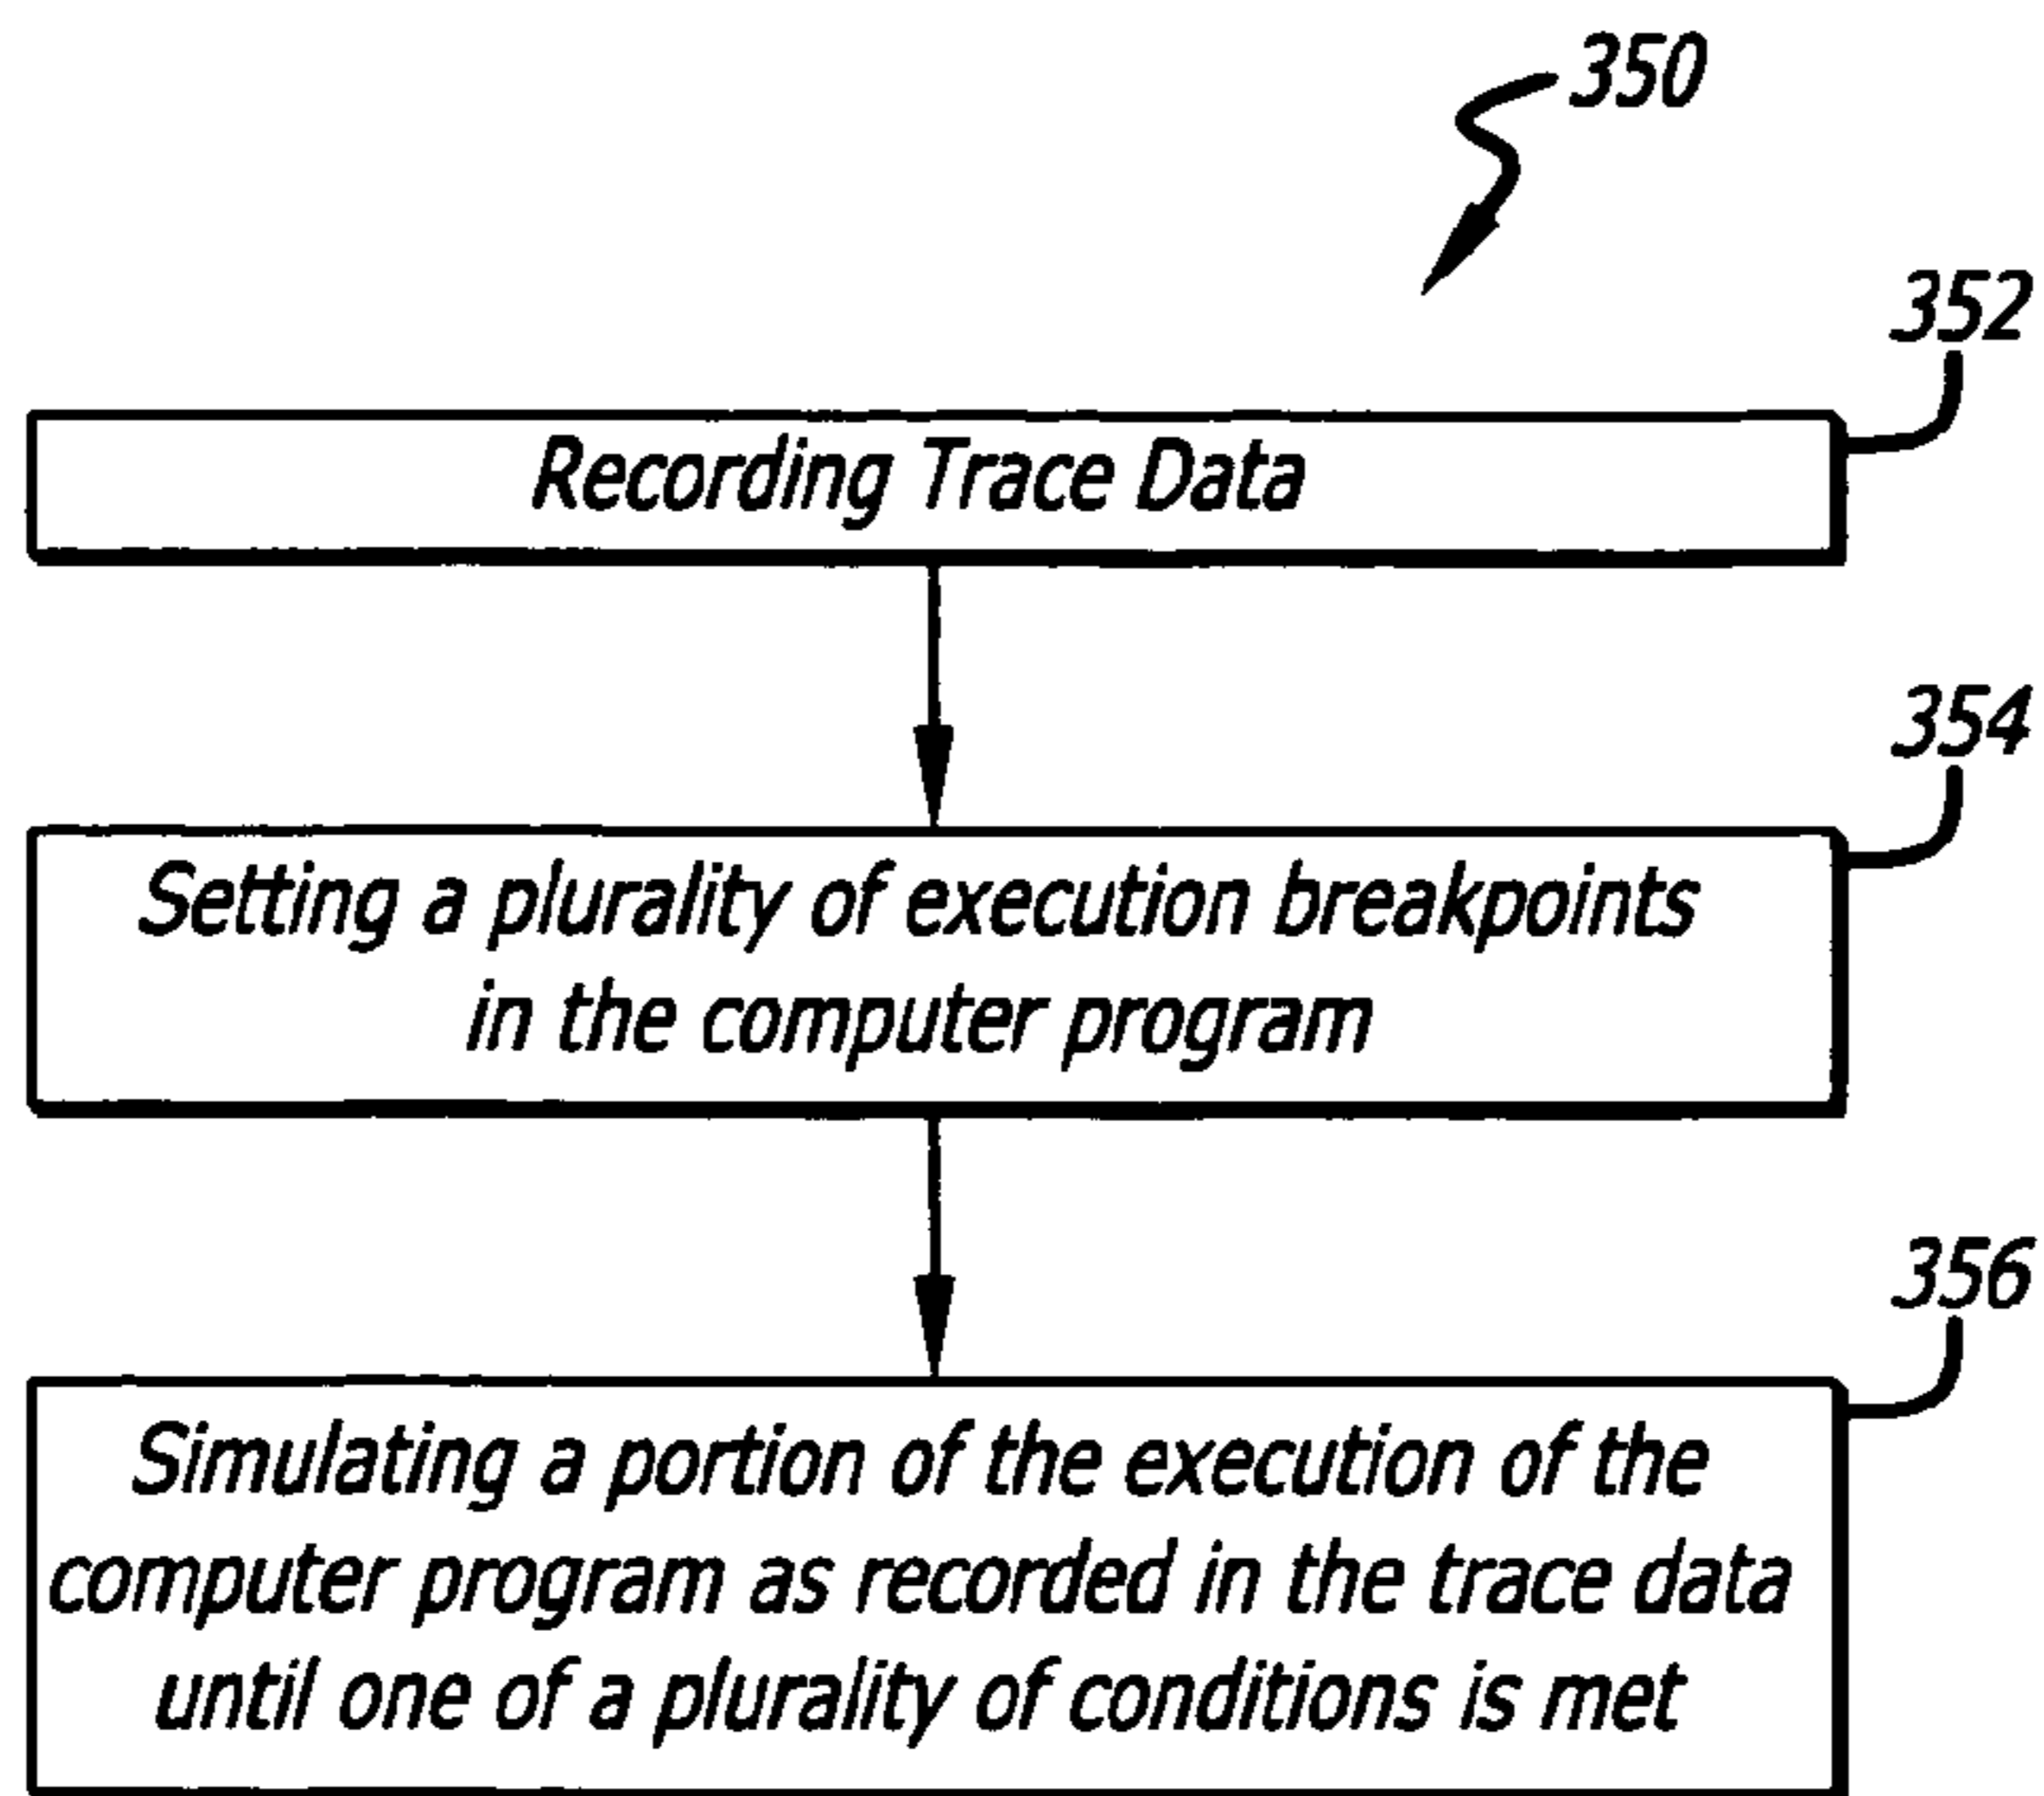 350
352
Recording Trace Data
354
Setting a plurality of execution breakpoints
in the computer program
356
Simulating a portion of the execution of the
computer program as recorded in the trace data
until one of a plurality of conditions is met